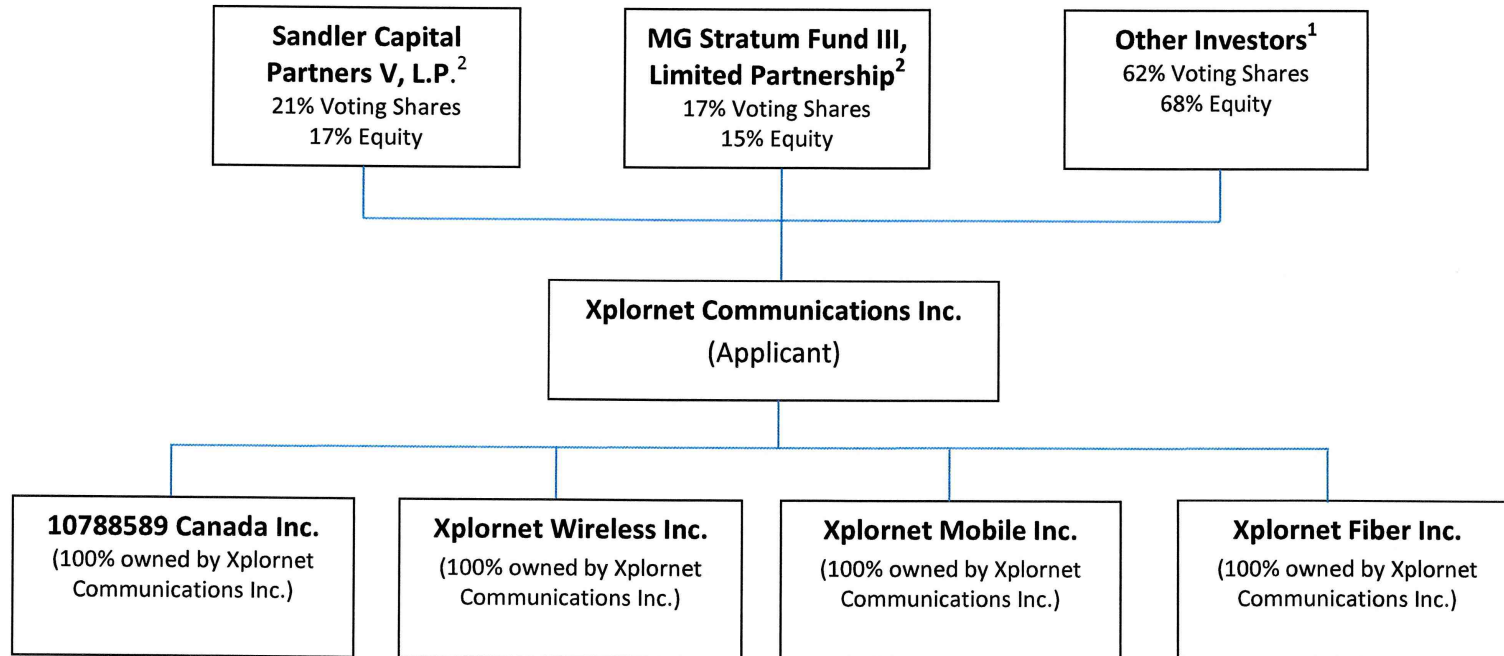 Sandler Capital
Partners V, L.P.²
21% Voting Shares
17% Equity
MG Stratum Fund III,
Limited Partnership²
17% Voting Shares
15% Equity
Other Investors¹
62% Voting Shares
68% Equity
Xplornet Communications Inc.
(Applicant)
10788589 Canada Inc.
(100% owned by Xplornet
Communications Inc.)
Xplornet Wireless Inc.
(100% owned by Xplornet
Communications Inc.)
Xplornet Mobile Inc.
(100% owned by Xplornet
Communications Inc.)
Xplornet Fiber Inc.
(100% owned by Xplornet
Communications Inc.)